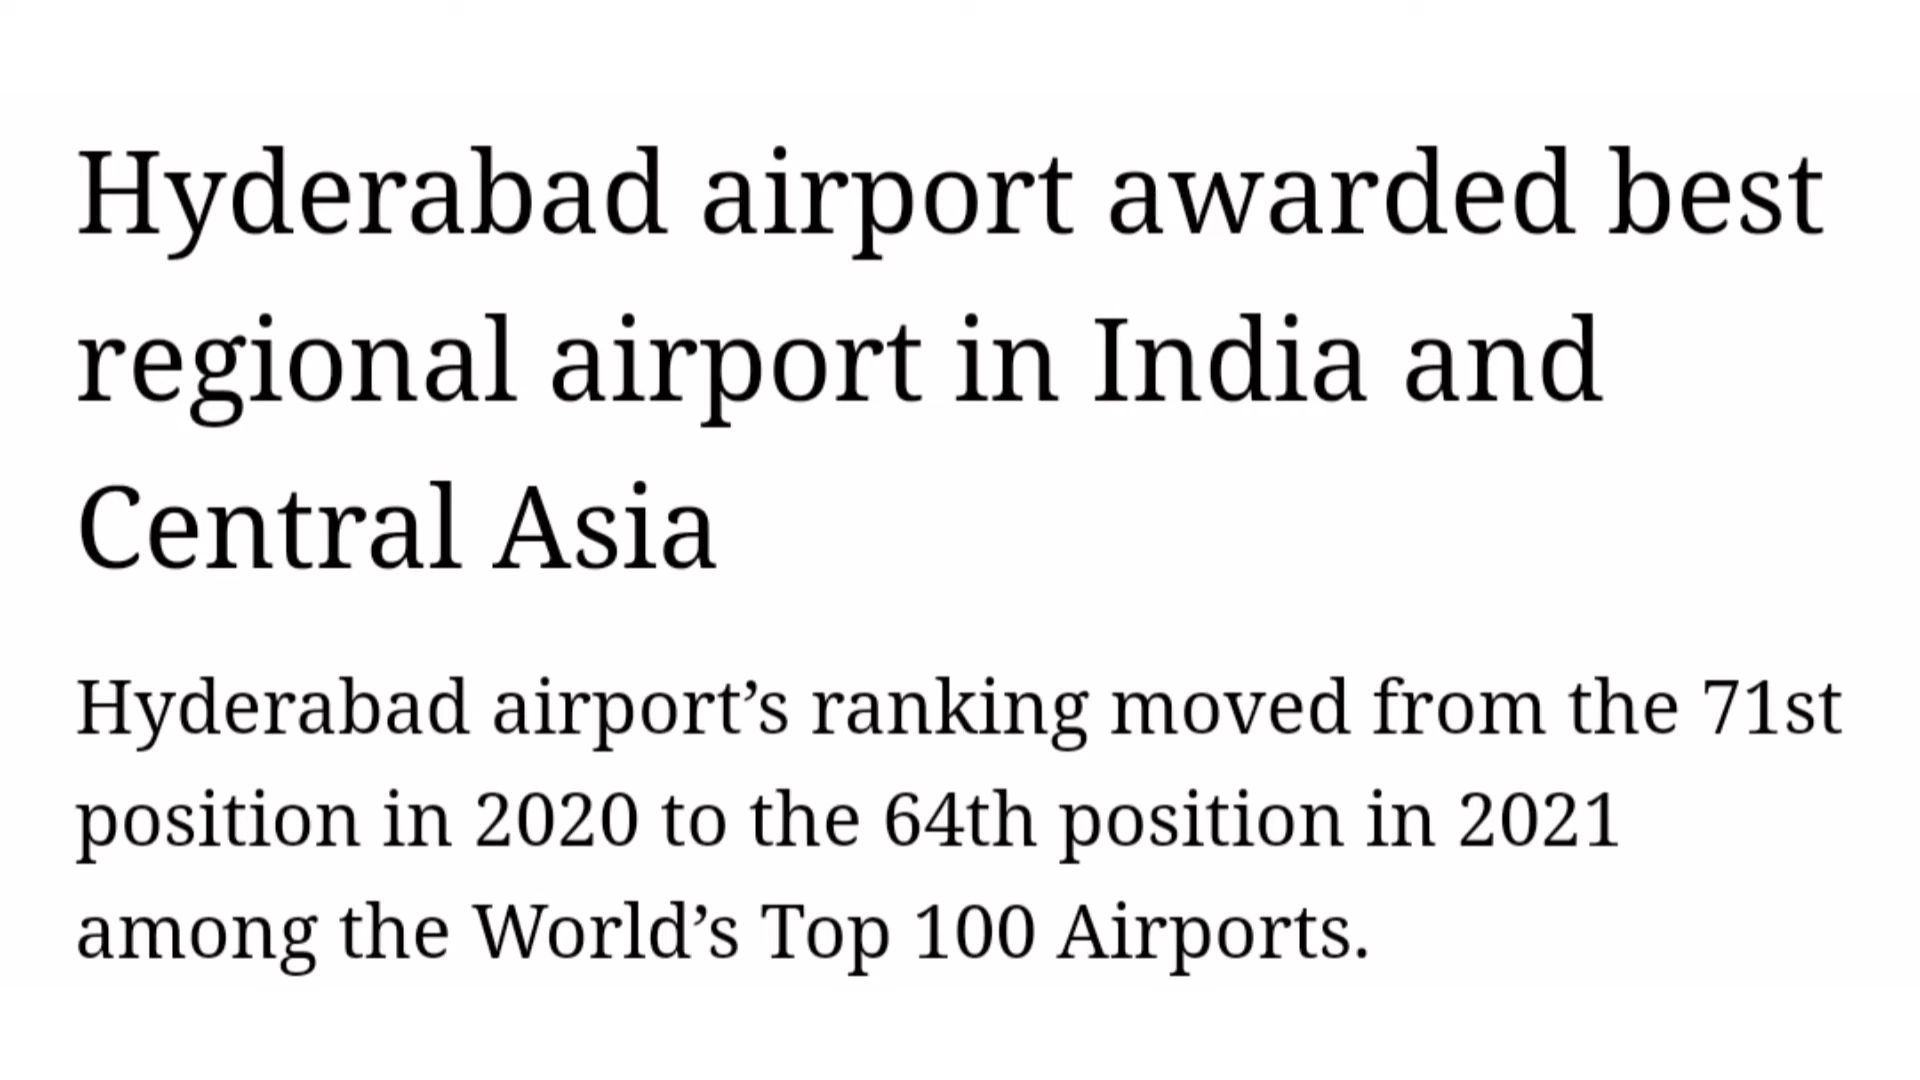 Hyderabad airport awarded best
regional airport in India and
Central Asia
Hyderabad airport’s ranking moved from the 71st
position in 2020 to the 64th position in 2021
among the World’s Top 100 Airports.